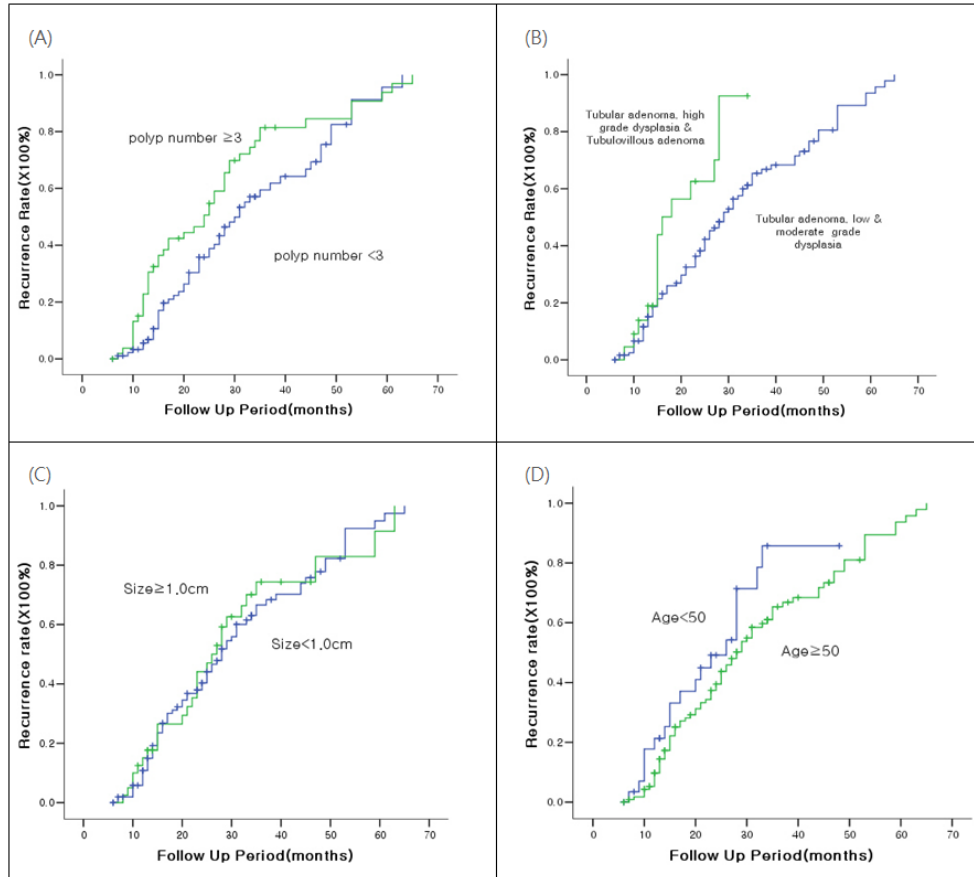 (A)
Recurrence Rate(X100%)
1.0
0.8
0.6
0.4
0.2
0.0
polyp number ≥3
polyp number <3
0 10 20 30 40 50 60 70
Follow Up Period(months)
(B)
Recurrence Rate(X100%)
1.0
0.8
0.6
0.4
0.2
0.0
Tubular adenoma, high
grade dysplasia &
Tubulovillous adenoma
Tubular adenoma, low &
moderate grade
dysplasia
0 10 20 30 40 50 60 70
Follow Up Period(months)
(C)
Recurrence rate(X100%)
1.0
0.8
0.6
0.4
0.2
0.0
Size≥1.0cm
Size<1.0cm
0 10 20 30 40 50 60 70
Follow Up Period(months)
(D)
Recurrence rate(X100%)
1.0
0.8
0.6
0.4
0.2
0.0
Age<50
Age≥50
0 10 20 30 40 50 60 70
Follow Up Period(months)